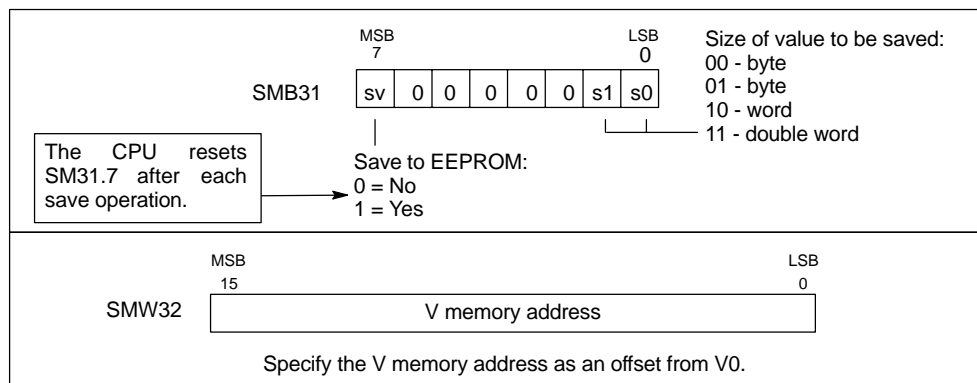 MSB LSB
7 0
SMB31 sv 0 0 0 0 0 s1 s0
Size of value to be saved:
00 - byte
01 - byte
10 - word
11 - double word
The CPU resets
SM31.7 after each
save operation.
Save to EEPROM:
0 = No
1 = Yes
MSB LSB
15 0
SMW32 V memory address
Specify the V memory address as an offset from V0.